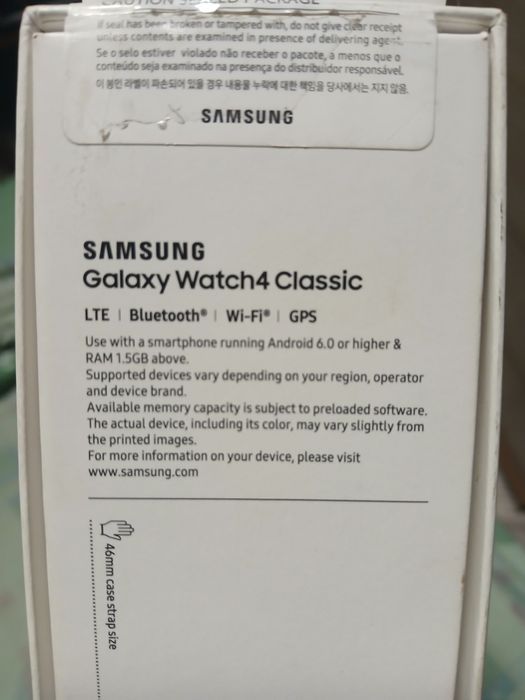 CAUTION SEALED PACKAGE
If seal has been broken or tampered with, do not give clear receipt
unless contents are examined in presence of delivering agent.
Se o selo estiver violado não receber o pacote, a menos que o
conteúdo seja examinado na presença do distribuidor responsável.
이 봉인 라벨이 파손되어 있을 경우 내용물 누락에 대한 책임을 당사에서는 지지 않음.
SAMSUNG
SAMSUNG
Galaxy Watch4 Classic
LTE | Bluetooth® | Wi-Fi® | GPS
Use with a smartphone running Android 6.0 or higher &
RAM 1.5GB above.
Supported devices vary depending on your region, operator
and device brand.
Available memory capacity is subject to preloaded software.
The actual device, including its color, may vary slightly from
the printed images.
For more information on your device, please visit
www.samsung.com
46mm case strap size